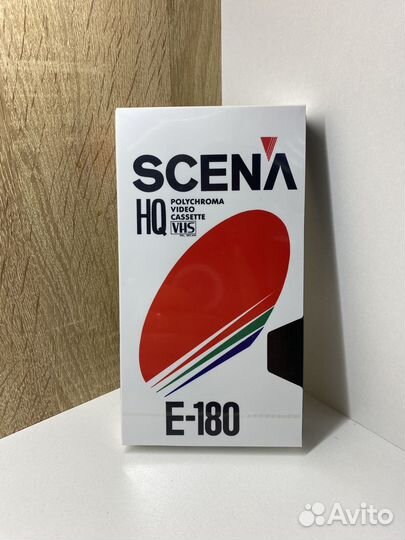 SCENA
HQ
POLYCHROMA
VIDEO
CASSETTE
VHS
E-180
Avito